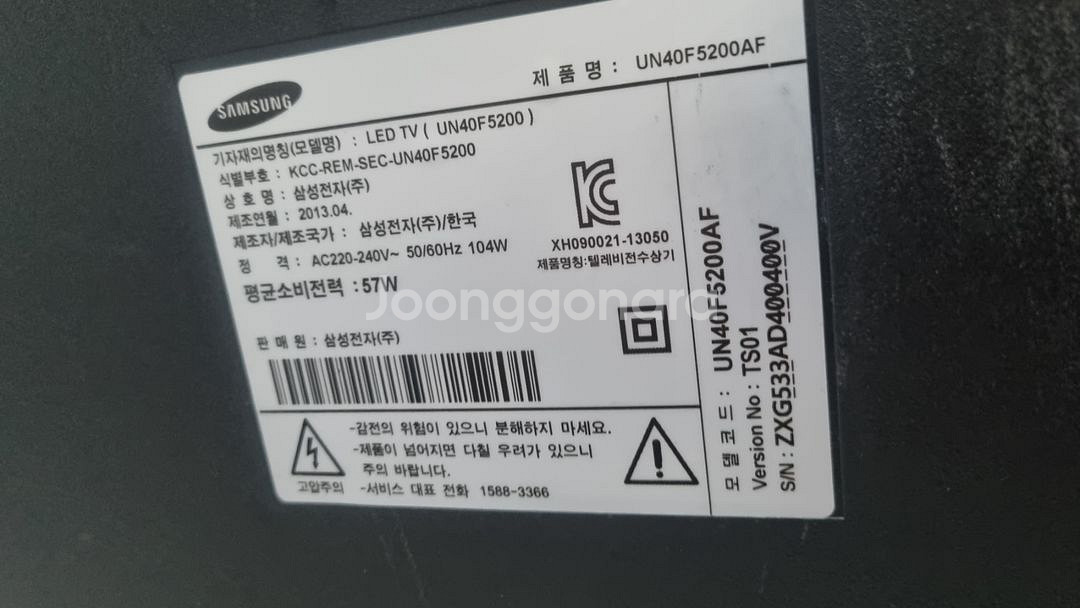 SAMSUNG
제 품 명 : UN40F5200AF
기자재의명칭(모델명) : LED TV ( UN40F5200 )
식별부호 : KCC-REM-SEC-UN40F5200
상 호 명 : 삼성전자(주)
제조연월 : 2013.04.
제조자/제조국가 : 삼성전자(주)/한국
정 격 : AC220-240V~ 50/60Hz 104W
평균소비전력 : 57W
XH090021-13050
제품명칭:텔레비전수상기
Joonggonara
판 매 원 : 삼성전자(주)
-감전의 위험이 있으니 분해하지 마세요.
-제품이 넘어지면 다칠 우려가 있으니
주의 바랍니다.
-서비스 대표 전화 1588-3366
고압주의
모 델 코 드 : UN40F5200AF
Version No : TS01
S/N : ZXG533AD400400V